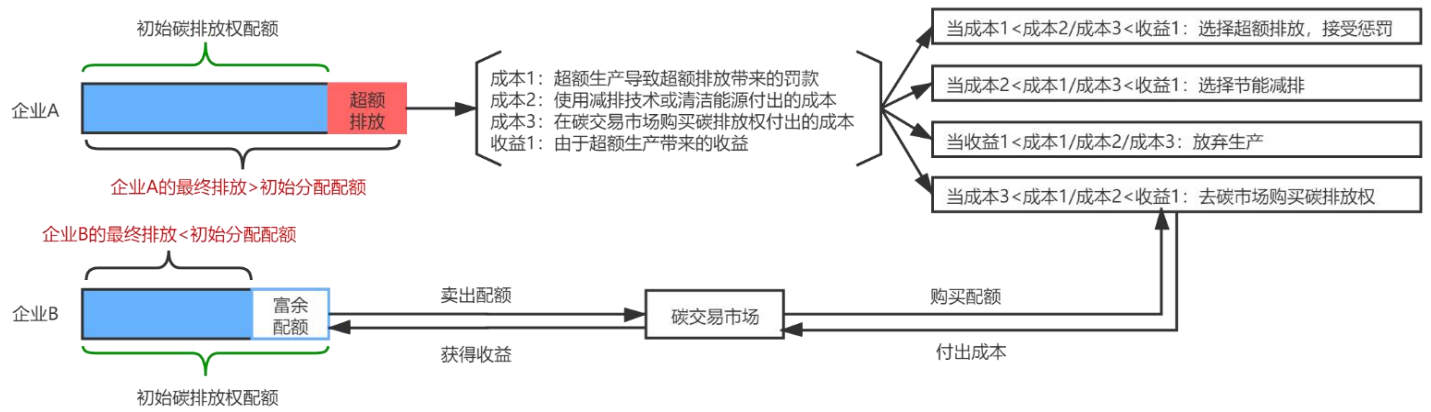 初始碳排放权配额
企业A
超额
排放
企业A的最终排放>初始分配配额
成本1：超额生产导致超额排放带来的罚款
成本2：使用减排技术或清洁能源付出的成本
成本3：在碳交易市场购买碳排放权付出的成本
收益1：由于超额生产带来的收益
当成本1<成本2/成本3<收益1：选择超额排放，接受惩罚
当成本2<成本1/成本3<收益1：选择节能减排
当收益1<成本1/成本2/成本3：放弃生产
当成本3<成本1/成本2<收益1：去碳市场购买碳排放权
企业B的最终排放<初始分配配额
企业B
富余
配额
初始碳排放权配额
卖出配额
获得收益
碳交易市场
购买配额
付出成本